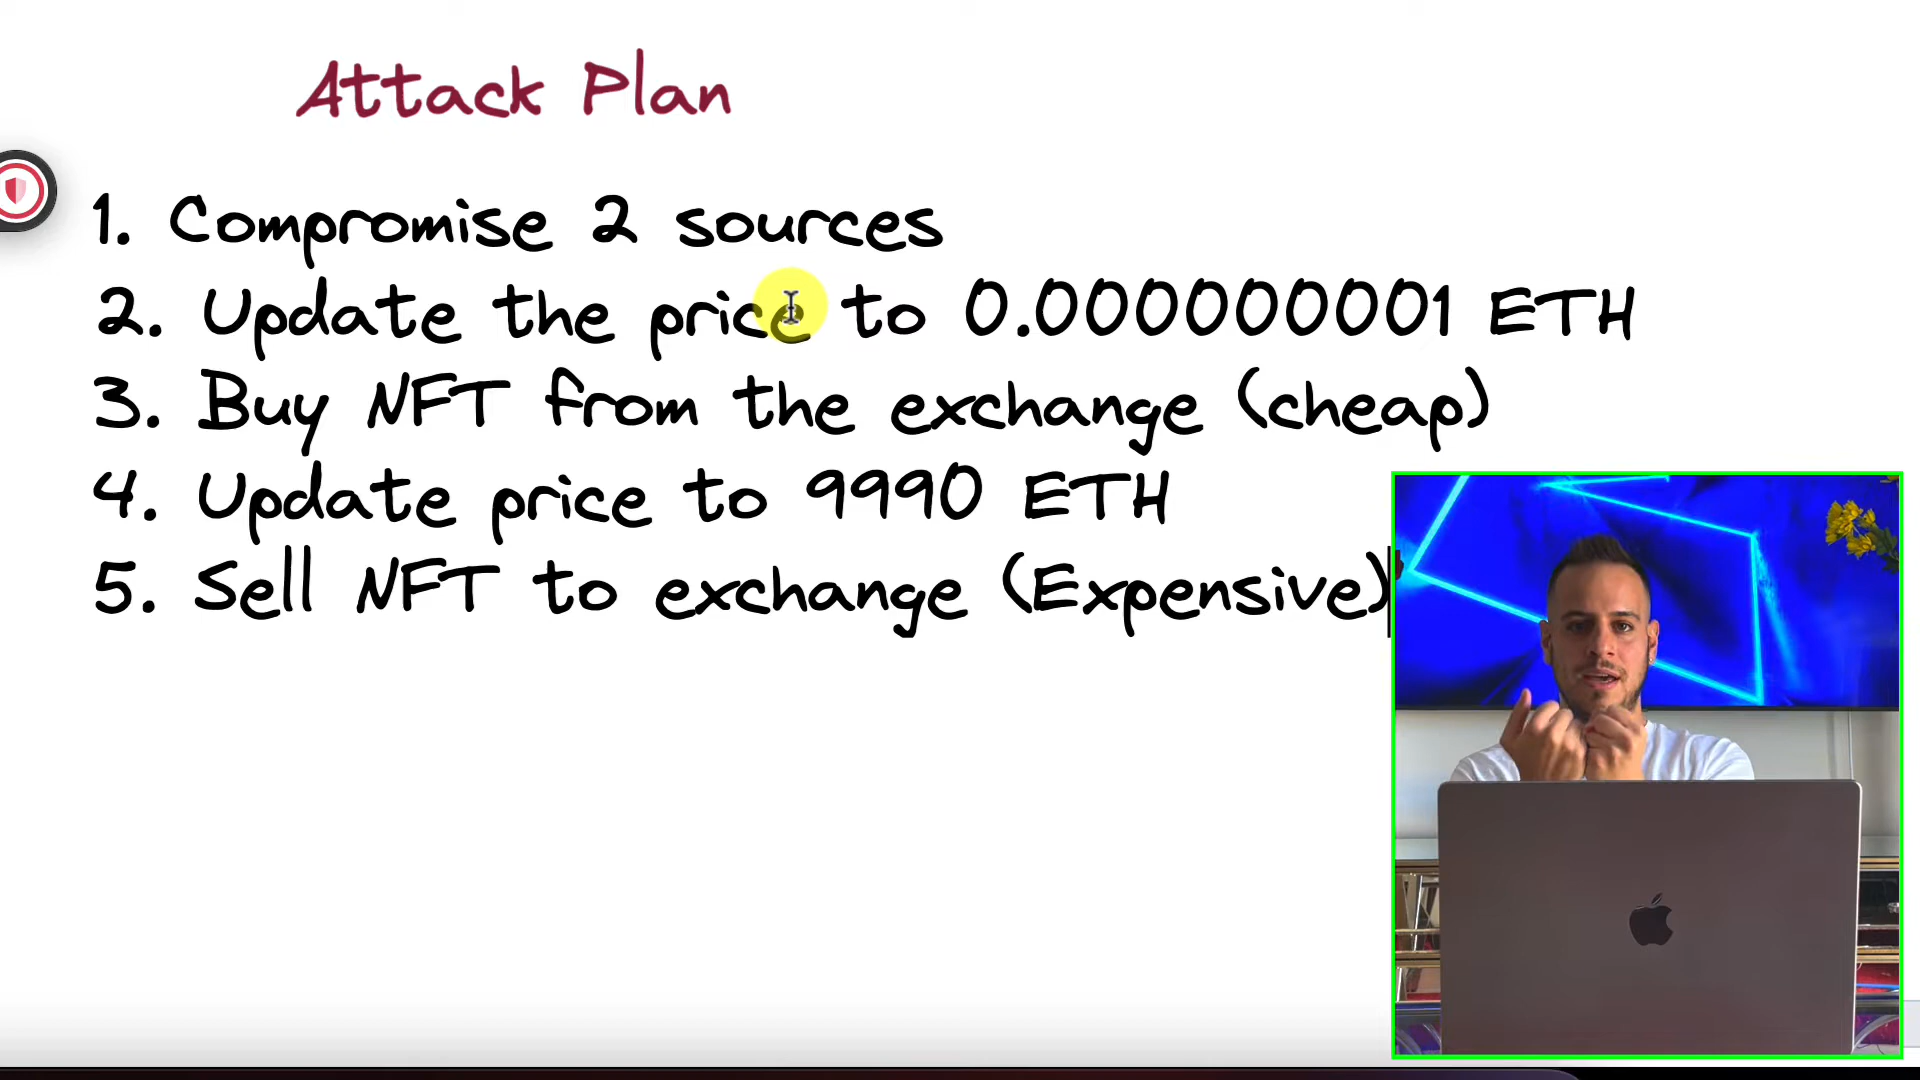 Attack Plan
1. Compromise 2 sources
2. Update the price to 0.000000001 ETH
3. Buy NFT from the exchange (cheap)
4. Update price to 9990 ETH
5. Sell NFT to exchange (Expensive)